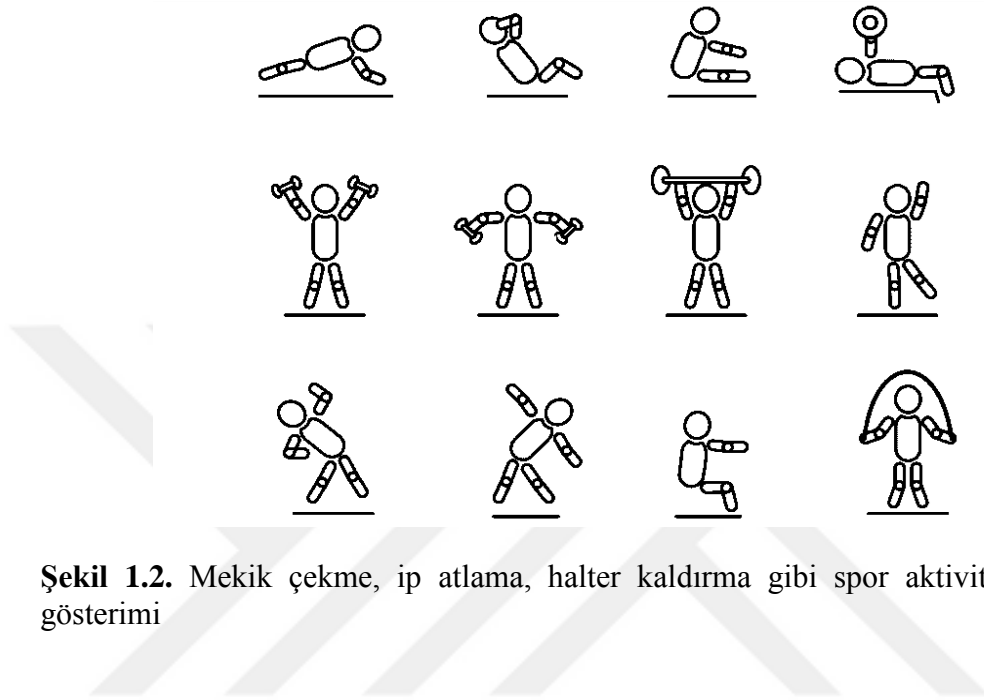 Şekil 1.2. Mekik çekme, ip atlama, halter kaldırma gibi spor aktivit
gösterimi